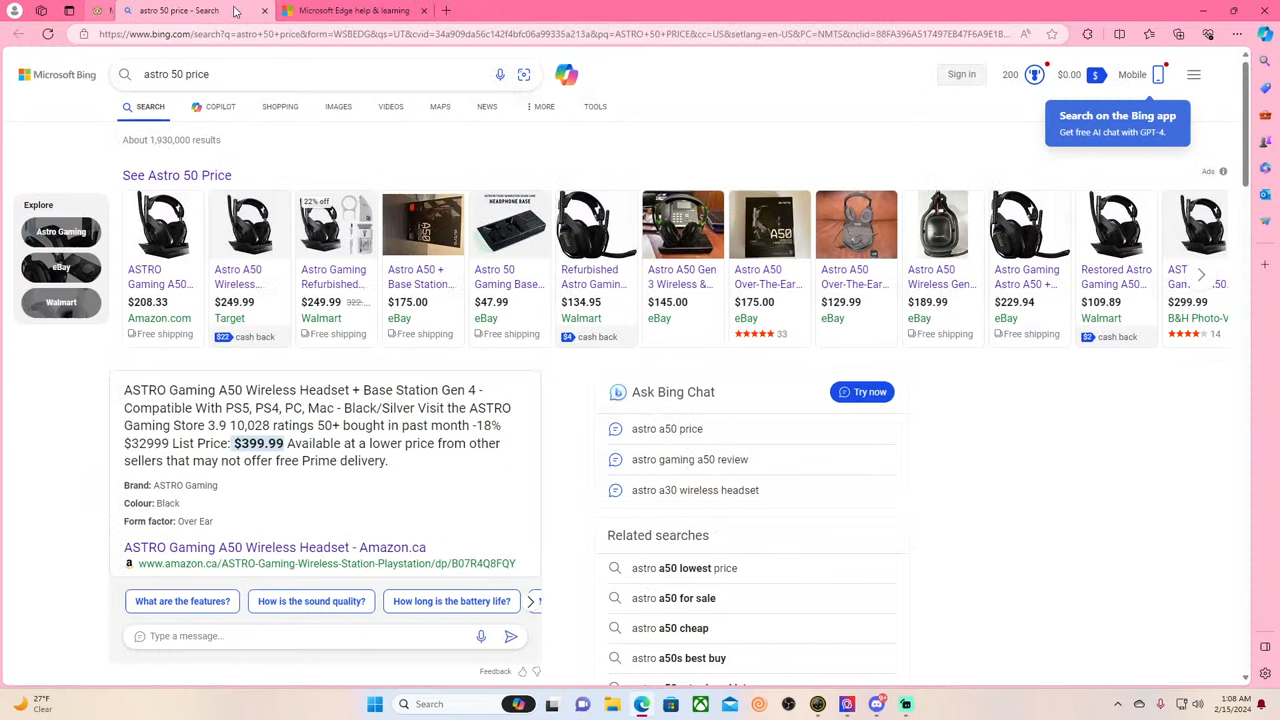 astro 50 price - Search
Microsoft Edge help & learning
https://www.bing.com/search?q=astro+50+price&form=WSBEDG&qs=UT&cvid=34a909da56c142f4bfc06a99335a213a&pq=ASTRO+50+PRICE&cc=US&setlang=en-US&PC=NMTS&nclid=88FA396A517497EB47F6A9E1B...
Microsoft Bing
astro 50 price
Sign in
200
$0.00
Mobile
SEARCH
COPILOT
SHOPPING
IMAGES
VIDEOS
MAPS
NEWS
MORE
TOOLS
Search on the Bing app
Get free AI chat with GPT-4.
About 1,930,000 results
See Astro 50 Price
Ads
Explore
Astro Gaming
eBay
Walmart
22% off
ASTRO
Gaming A50...
$208.33
Amazon.com
Free shipping
Astro A50
Wireless...
$249.99
Target
$22 cash back
Astro Gaming
Refurbished...
$249.99 322-...
Walmart
Free shipping
Astro A50 +
Base Station...
$175.00
eBay
Free shipping
Astro 50
Gaming Base...
$47.99
eBay
Free shipping
Refurbished
Astro Gamin...
$134.95
Walmart
$4 cash back
Astro A50 Gen
3 Wireless &...
$145.00
eBay
Astro A50
Over-The-Ear...
$175.00
eBay
33
Astro A50
Over-The-Ear...
$129.99
eBay
Astro A50
Wireless Gen...
$189.99
eBay
Free shipping
Astro Gaming
Astro A50 +...
$229.94
eBay
Free shipping
Restored Astro
Gaming A50...
$109.89
Walmart
$2 cash back
$299.99
B&H Photo-V
14
ASTRO Gaming A50 Wireless Headset + Base Station Gen 4 -
Compatible With PS5, PS4, PC, Mac - Black/Silver Visit the ASTRO
Gaming Store 3.9 10,028 ratings 50+ bought in past month -18%
$32999 List Price: $399.99 Available at a lower price from other
sellers that may not offer free Prime delivery.
Brand: ASTRO Gaming
Colour: Black
Form factor: Over Ear
ASTRO Gaming A50 Wireless Headset - Amazon.ca
www.amazon.ca/ASTRO-Gaming-Wireless-Station-Playstation/dp/B07R4Q8FQY
What are the features?
How is the sound quality?
How long is the battery life?
Type a message...
Feedback
Ask Bing Chat
Try now
astro a50 price
astro gaming a50 review
astro a30 wireless headset
Related searches
astro a50 lowest price
astro a50 for sale
astro a50 cheap
astro a50s best buy
27°F
Clear
Search
1:08 AM
2/15/2024